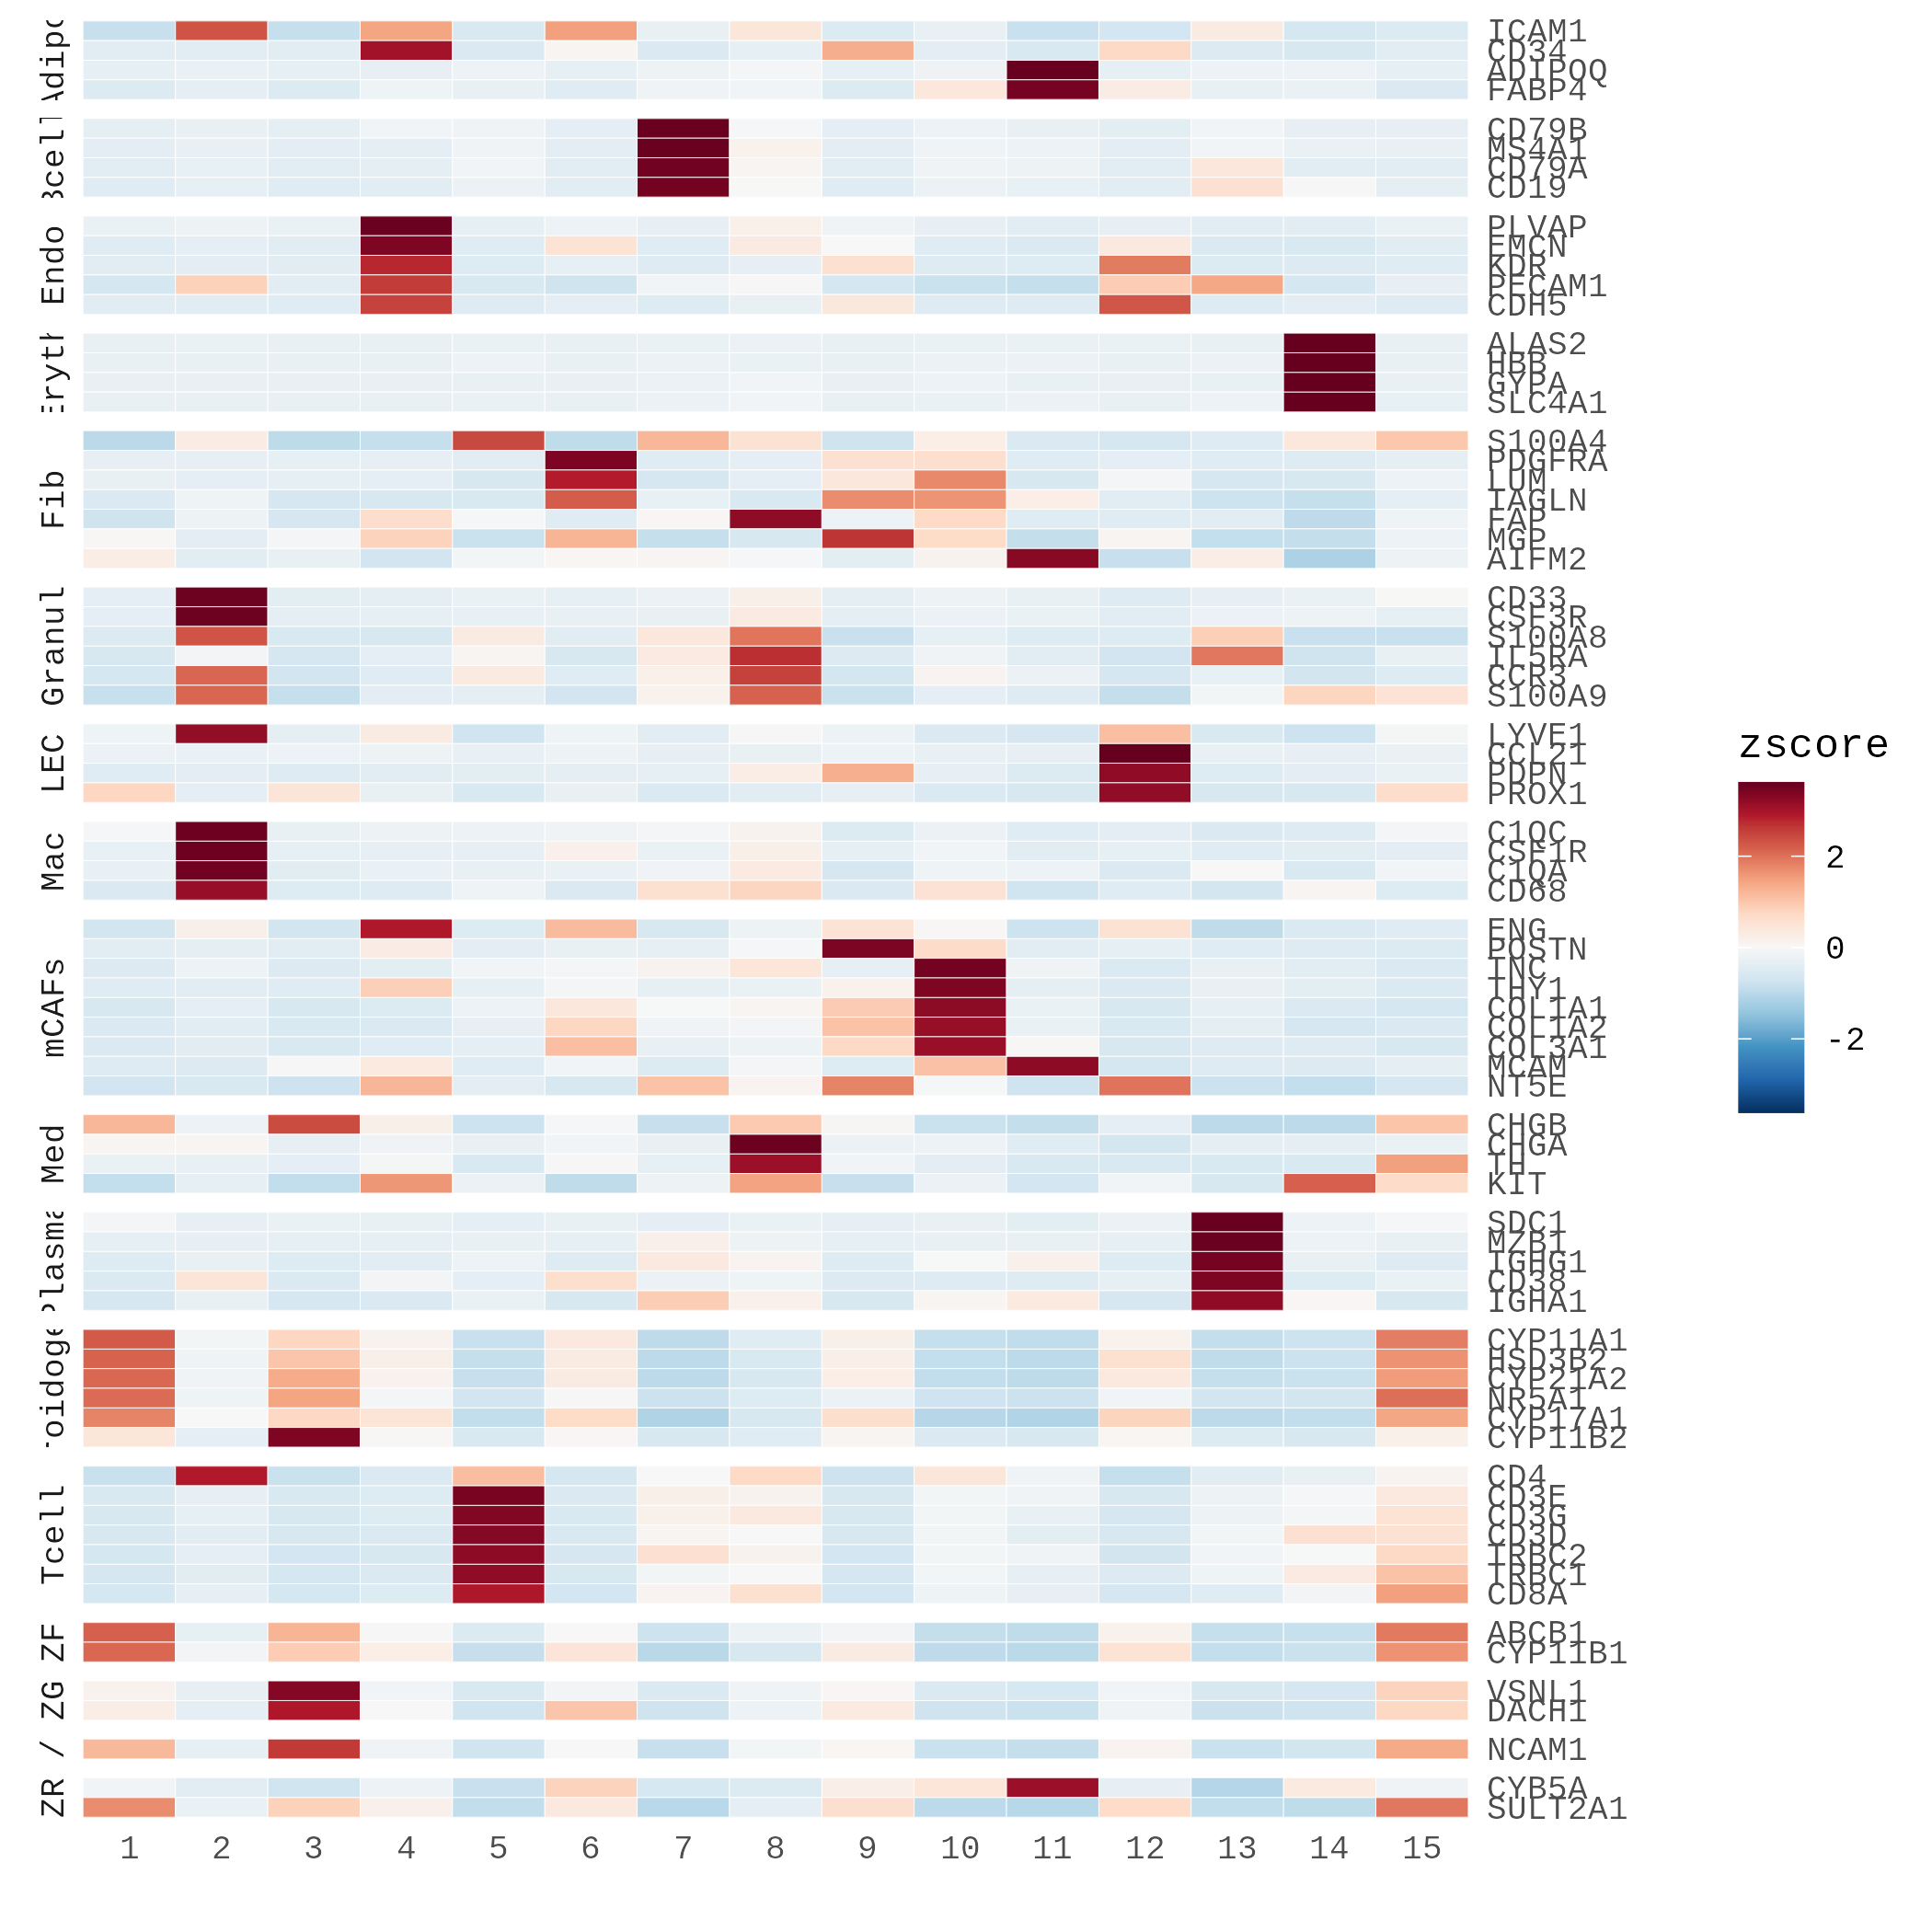 Adipo
ICAM1
CD34
ADIPOQ
FABP4
Bcell
CD79B
MS4A1
CD79A
CD19
Endo
PLVAP
EMCN
KDR
PECAM1
CDH5
Eryth
ALAS2
HBB
GYPA
SLC4A1
Fib
S100A4
PDGFRA
LUM
TAGLN
FAP
MGP
AIFM2
Granul
CD33
CSF3R
S100A8
IL5RA
CCR3
S100A9
LEC
LYVE1
CCL21
PDPN
PROX1
Mac
C1QC
CSF1R
C1QA
CD68
mCAFs
ENG
POSTN
TNC
THY1
COL1A1
COL1A2
COL3A1
MCAM
NT5E
Med
CHGB
CHGA
TH
KIT
Plasma
SDC1
MZB1
IGHG1
CD38
IGHA1
roidoge
CYP11A1
HSD3B2
CYP21A2
NR5A1
CYP17A1
CYP11B2
Tcell
CD4
CD3E
CD3G
CD3D
TRBC2
TRBC1
CD8A
ZF
ABCB1
CYP11B1
ZG
VSNL1
DACH1
/
NCAM1
ZR
CYB5A
SULT2A1
1 2 3 4 5 6 7 8 9 10 11 12 13 14 15
zscore
2
0
-2